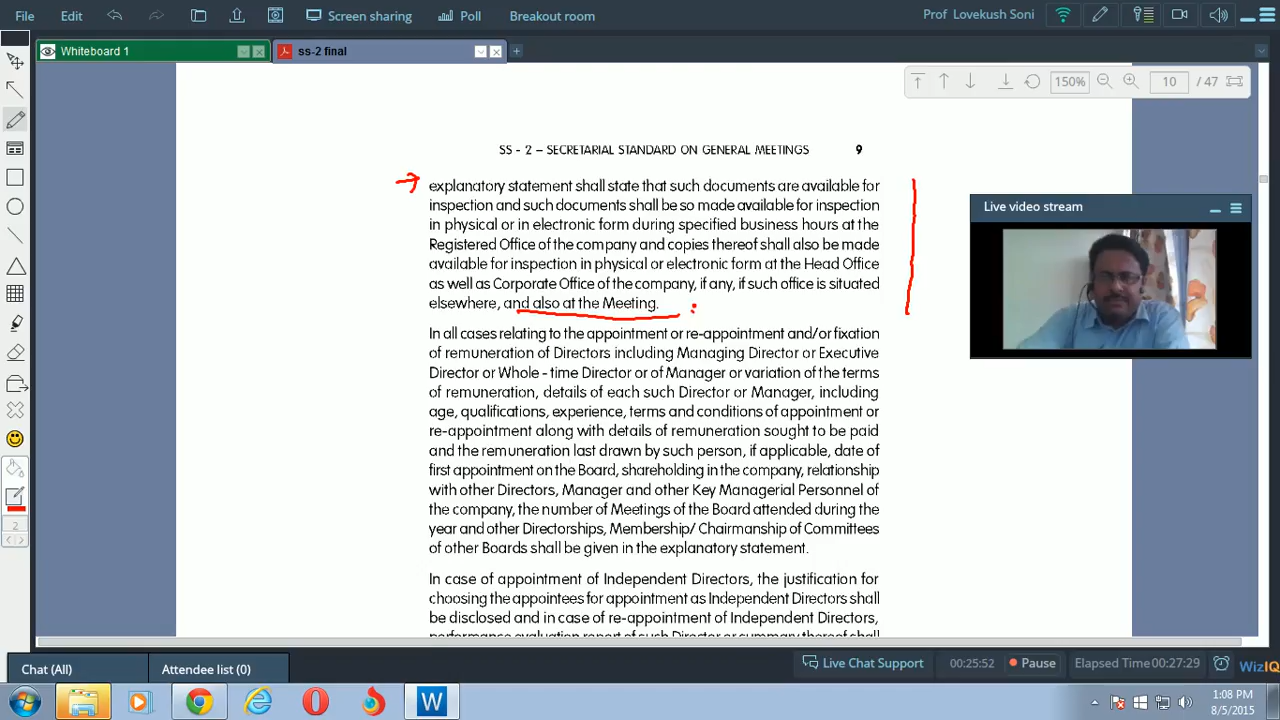 File Edit Screen sharing Poll Breakout room Prof Lovekush Soni
Whiteboard 1 ss-2 final
150% 10 / 47
SS - 2 – SECRETARIAL STANDARD ON GENERAL MEETINGS 9
explanatory statement shall state that such documents are available for
inspection and such documents shall be so made available for inspection
in physical or in electronic form during specified business hours at the
Registered Office of the company and copies thereof shall also be made
available for inspection in physical or electronic form at the Head Office
as well as Corporate Office of the company, if any, if such office is situated
elsewhere, and also at the Meeting.
In all cases relating to the appointment or re-appointment and/or fixation
of remuneration of Directors including Managing Director or Executive
Director or Whole - time Director or of Manager or variation of the terms
of remuneration, details of each such Director or Manager, including
age, qualifications, experience, terms and conditions of appointment or
re-appointment along with details of remuneration sought to be paid
and the remuneration last drawn by such person, if applicable, date of
first appointment on the Board, shareholding in the company, relationship
with other Directors, Manager and other Key Managerial Personnel of
the company, the number of Meetings of the Board attended during the
year and other Directorships, Membership/ Chairmanship of Committees
of other Boards shall be given in the explanatory statement.
In case of appointment of Independent Directors, the justification for
choosing the appointees for appointment as Independent Directors shall
be disclosed and in case of re-appointment of Independent Directors,
performance evaluation report of such Director or summary thereof shall
Live video stream
2
Chat (All) Attendee list (0) Live Chat Support 00:25:52 Pause Elapsed Time 00:27:29 WizIQ
1:08 PM
8/5/2015